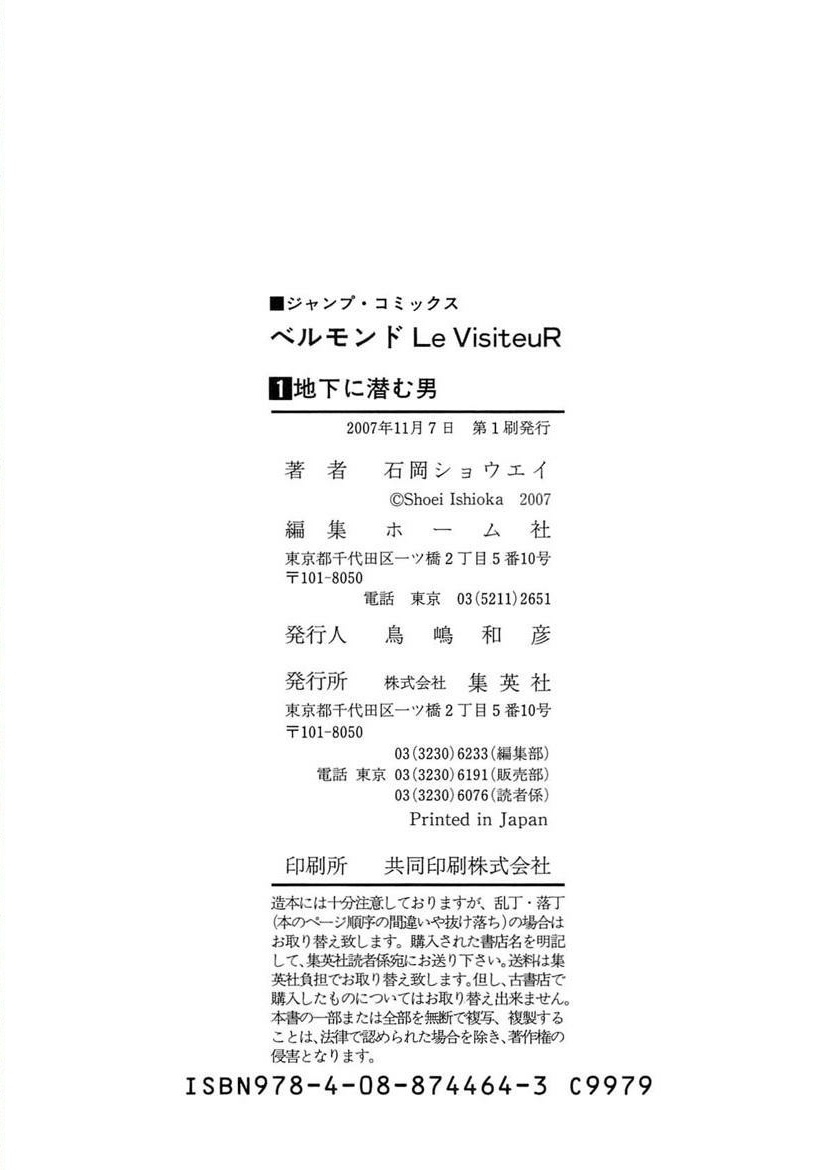 ■ジャンプ・コミックス
ベルモンド Le VisiteuR
1地下に潜む男
2007年11月7日 第1刷発行
著者 石岡ショウエイ
©Shoei Ishioka 2007
編集 ホーム社
東京都千代田区一ツ橋2丁目5番10号
〒101-8050
電話 東京 03(5211)2651
発行人 鳥嶋和彦
発行所 株式会社 集英社
東京都千代田区一ツ橋2丁目5番10号
〒101-8050
03(3230)6233(編集部)
電話 東京 03(3230)6191(販売部)
03(3230)6076(読者係)
Printed in Japan
印刷所 共同印刷株式会社
造本には十分注意しておりますが、乱丁・落丁
(本のページ順序の間違いや抜け落ち)の場合は
お取り替え致します。購入された書店名を明記
して、集英社読者係宛にお送り下さい。送料は集
英社負担でお取り替え致します。但し、古書店で
購入したものについてはお取り替え出来ません。
本書の一部または全部を無断で複写、複製する
ことは、法律で認められた場合を除き、著作権の
侵害となります。
ISBN978-4-08-874464-3 C9979